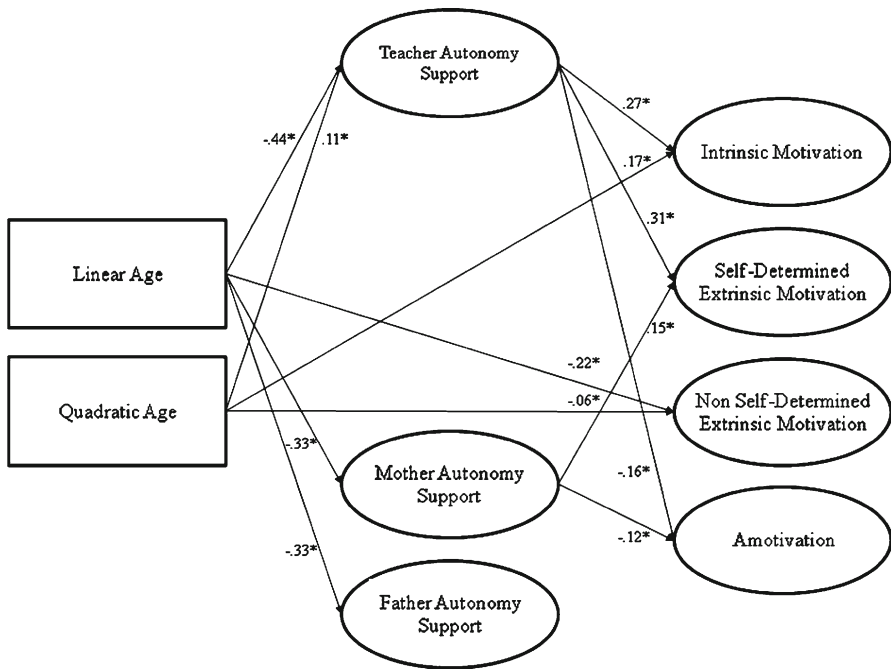 Teacher Autonomy
Support
.27*
-.44*
.11*
.17*
Intrinsic Motivation
.31*
Linear Age
Self-Determined
Extrinsic Motivation
.15*
-.22*
Quadratic Age
-.06*
Non Self-Determined
Extrinsic Motivation
-.33*
Mother Autonomy
Support
-.16*
-.12*
Amotivation
-.33*
Father Autonomy
Support